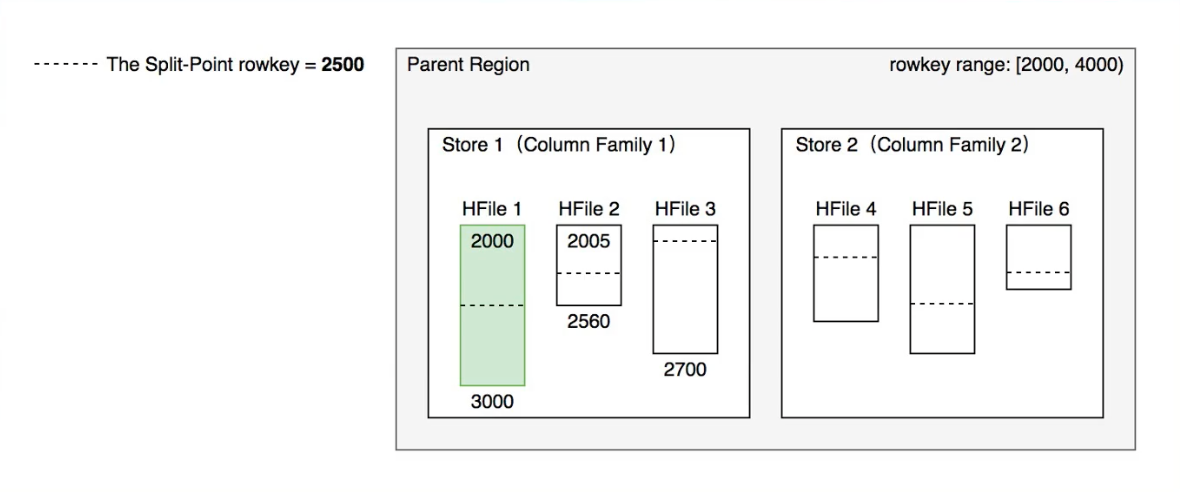 ------- The Split-Point rowkey = 2500
Parent Region
rowkey range: [2000, 4000)
Store 1（Column Family 1）
Store 2（Column Family 2）
HFile 1
HFile 2
HFile 3
HFile 4
HFile 5
HFile 6
2000
2005
2560
2700
3000